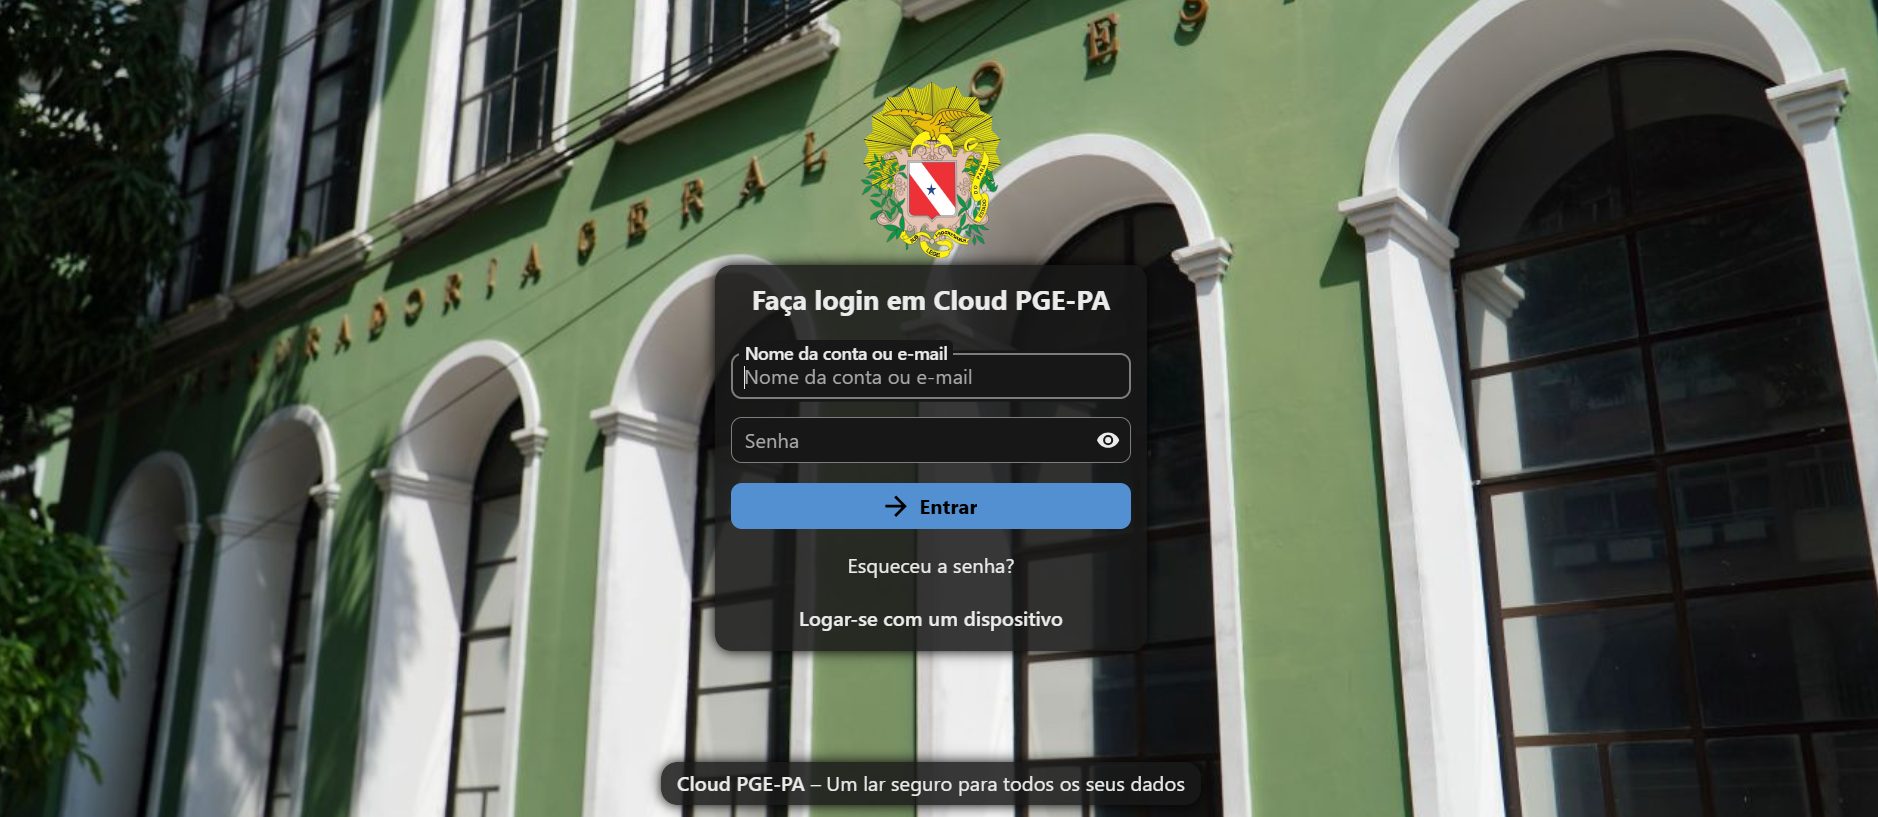 PROCURADORIA GERAL DO ES
Faça login em Cloud PGE-PA
Nome da conta ou e-mail
Nome da conta ou e-mail
Senha
Entrar
Esqueceu a senha?
Logar-se com um dispositivo
Cloud PGE-PA – Um lar seguro para todos os seus dados